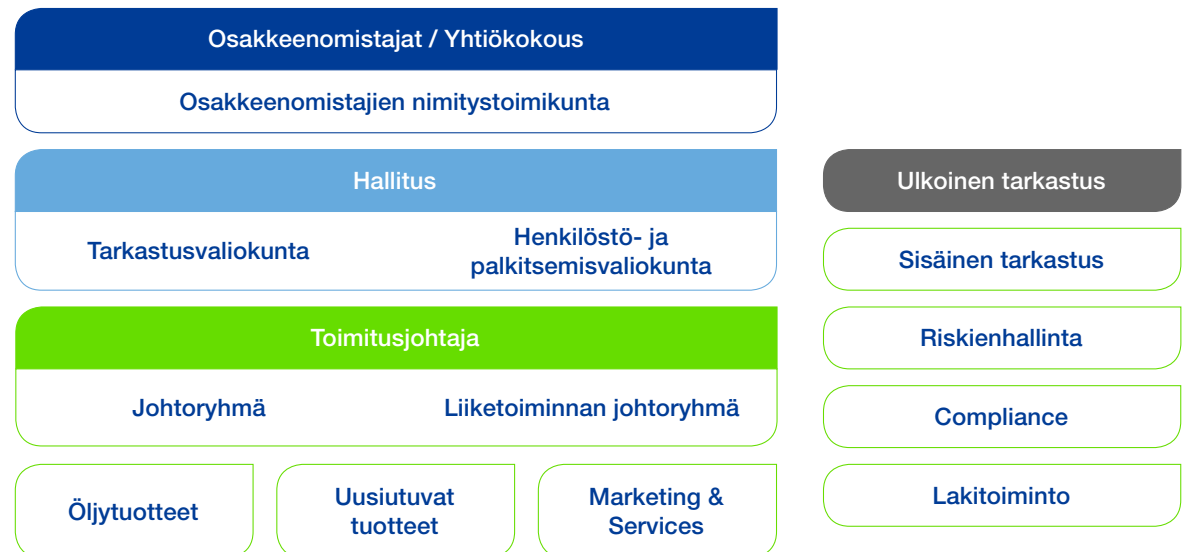 Osakkeenomistajat / Yhtiökokous
Osakkeenomistajien nimitystoimikunta
Hallitus
Tarkastusvaliokunta
Henkilöstö- ja
palkitsemisvaliokunta
Toimitusjohtaja
Johtoryhmä
Liiketoiminnan johtoryhmä
Öljytuotteet
Uusiutuvat
tuotteet
Marketing &
Services
Ulkoinen tarkastus
Sisäinen tarkastus
Riskienhallinta
Compliance
Lakitoiminto